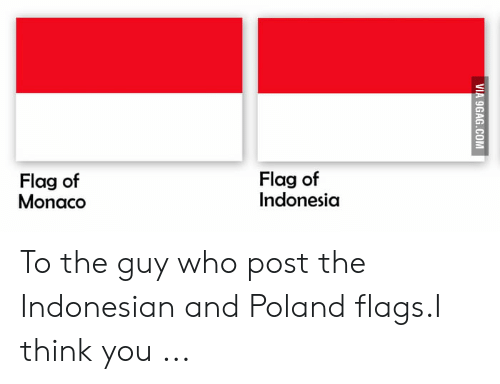 Flag of
Monaco
Flag of
Indonesia
VIA 9GAG.COM
To the guy who post the
Indonesian and Poland flags.I
think you ...